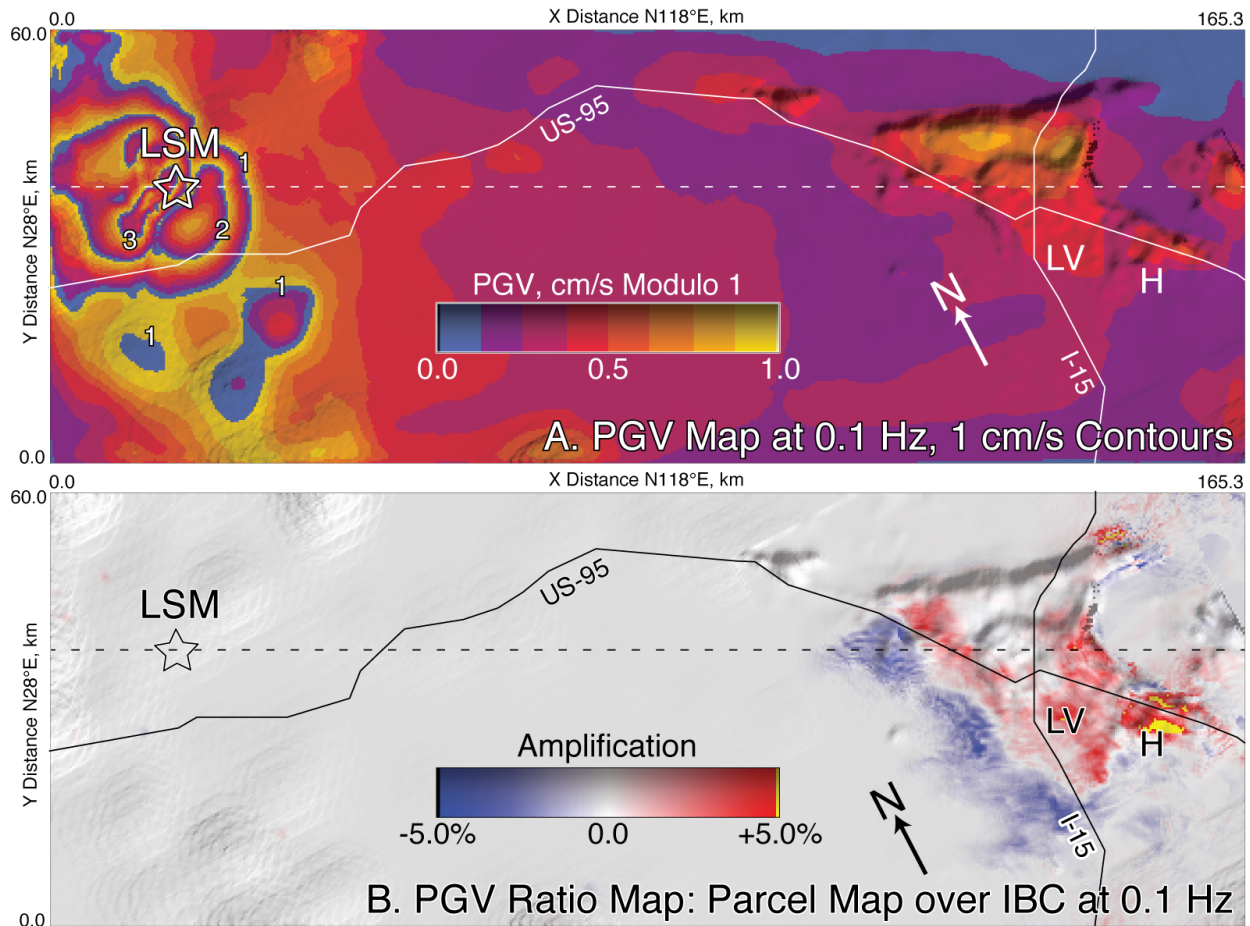 0.0 X Distance N118°E, km 165.3
60.0
Y Distance N28°E, km
0.0
US-95
LSM
1
2
3
1
1
LV
H
N
I-15
PGV, cm/s Modulo 1
0.0 0.5 1.0
A. PGV Map at 0.1 Hz, 1 cm/s Contours
0.0 X Distance N118°E, km 165.3
60.0
Y Distance N28°E, km
0.0
US-95
LSM
LV
H
N
I-15
Amplification
-5.0% 0.0 +5.0%
B. PGV Ratio Map: Parcel Map over IBC at 0.1 Hz